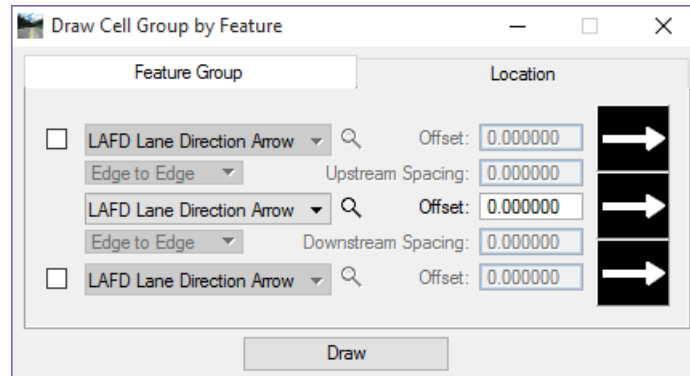 Draw Cell Group by Feature
Feature Group Location
LAFD Lane Direction Arrow Offset: 0.000000
Edge to Edge Upstream Spacing: 0.000000
LAFD Lane Direction Arrow Offset: 0.000000
Edge to Edge Downstream Spacing: 0.000000
LAFD Lane Direction Arrow Offset: 0.000000
Draw